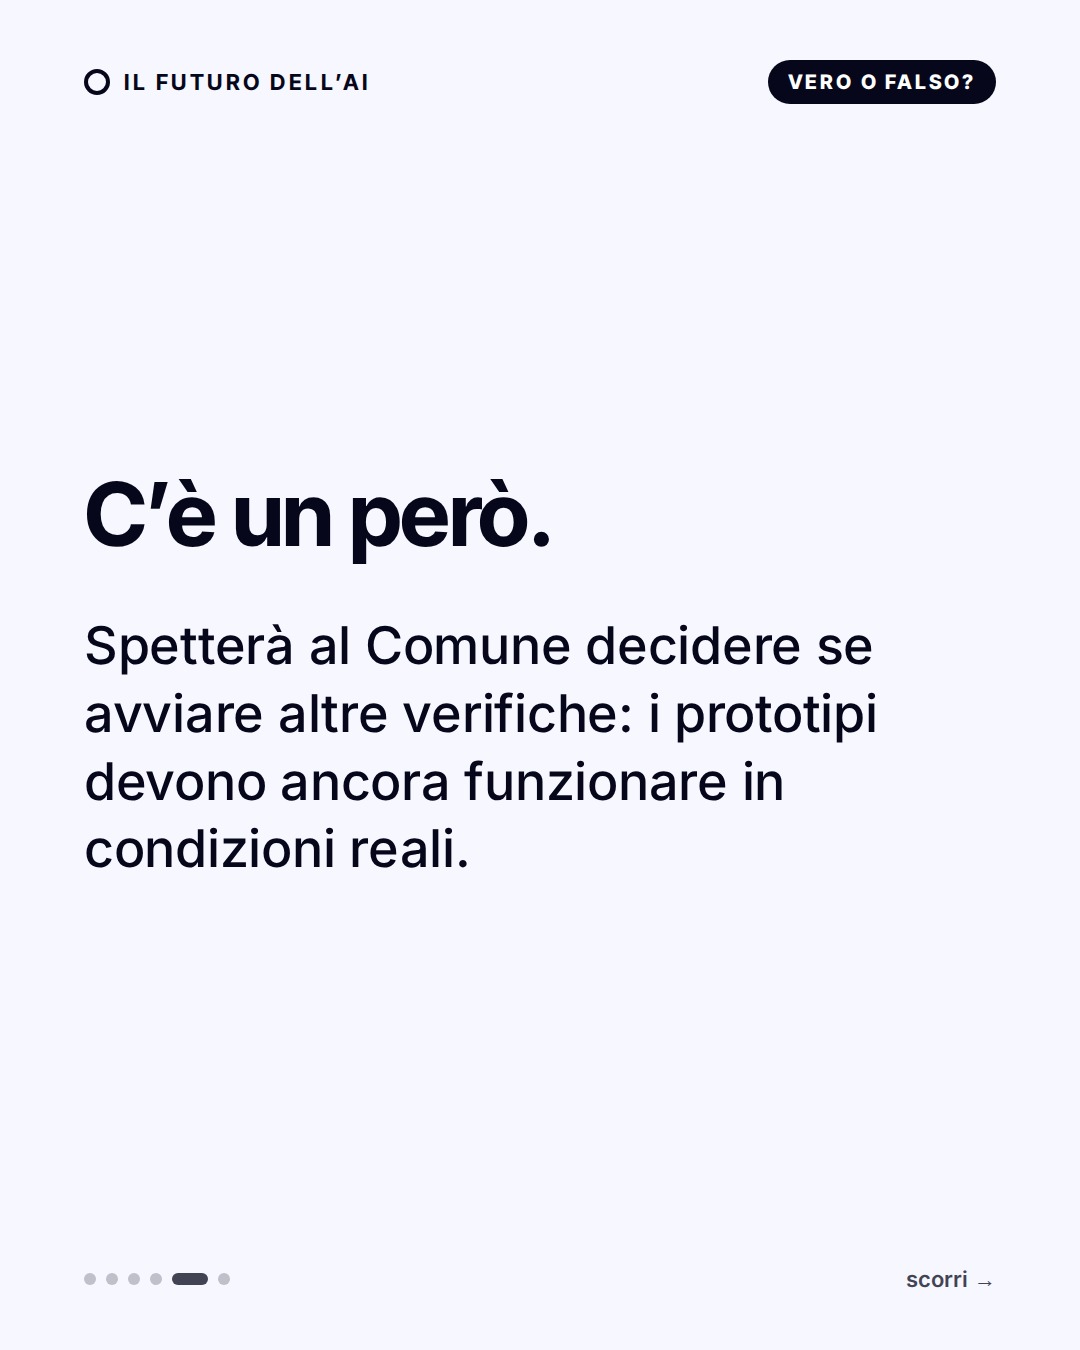 IL FUTURO DELL’AI
VERO O FALSO?
C’è un però.
Spetterà al Comune decidere se
avviare altre verifiche: i prototipi
devono ancora funzionare in
condizioni reali.
scorri →